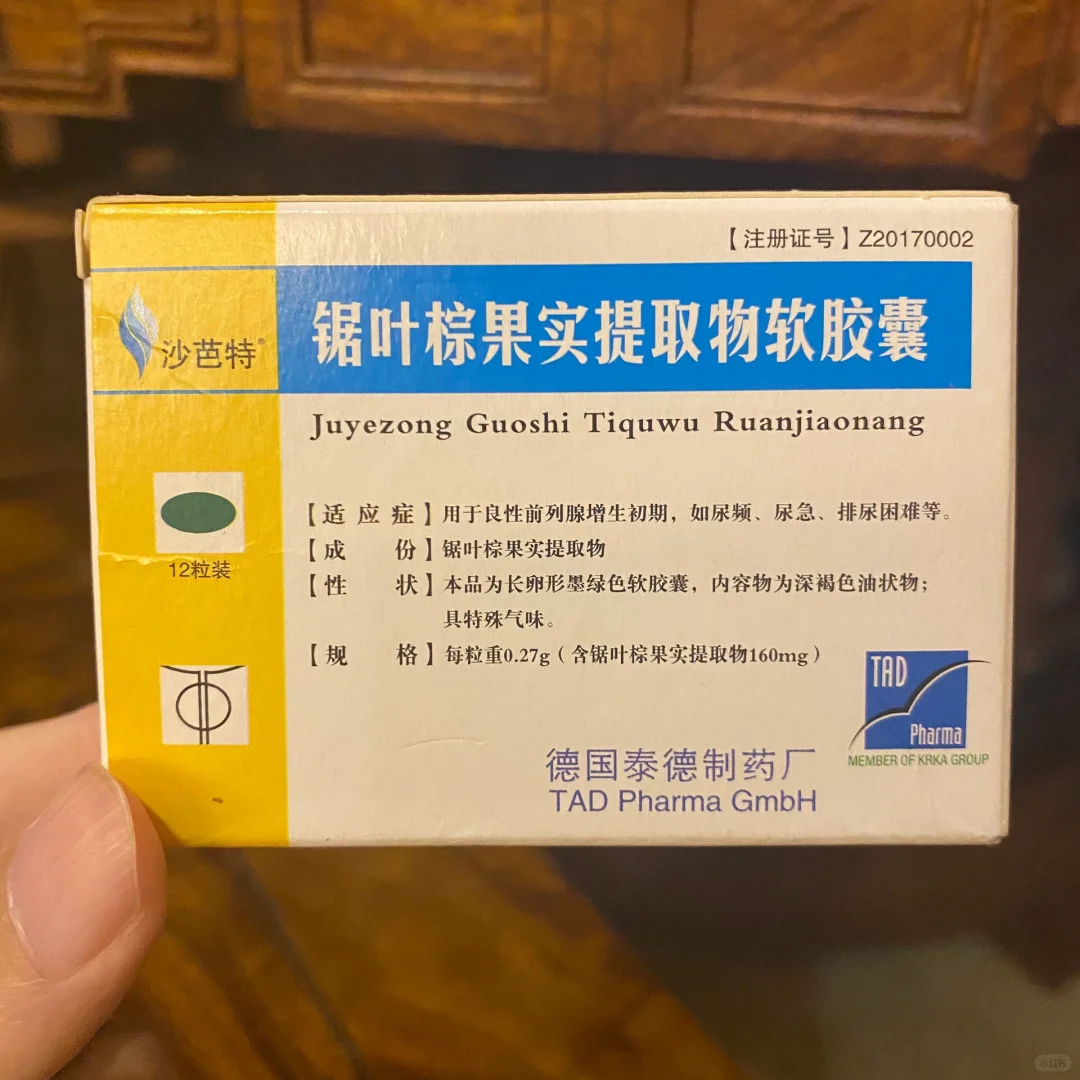 【注册证号】Z20170002
沙芭特®
锯叶棕果实提取物软胶囊
Juyezong Guoshi Tiquwu Ruanjiaonang
12粒装
【适应症】用于良性前列腺增生初期，如尿频、尿急、排尿困难等。
【成份】锯叶棕果实提取物
【性状】本品为长卵形墨绿色软胶囊，内容物为深褐色油状物；
具特殊气味。
【规格】每粒重0.27g（含锯叶棕果实提取物160mg）
TAD
Pharma
MEMBER OF KRKA GROUP
德国泰德制药厂
TAD Pharma GmbH
小红书